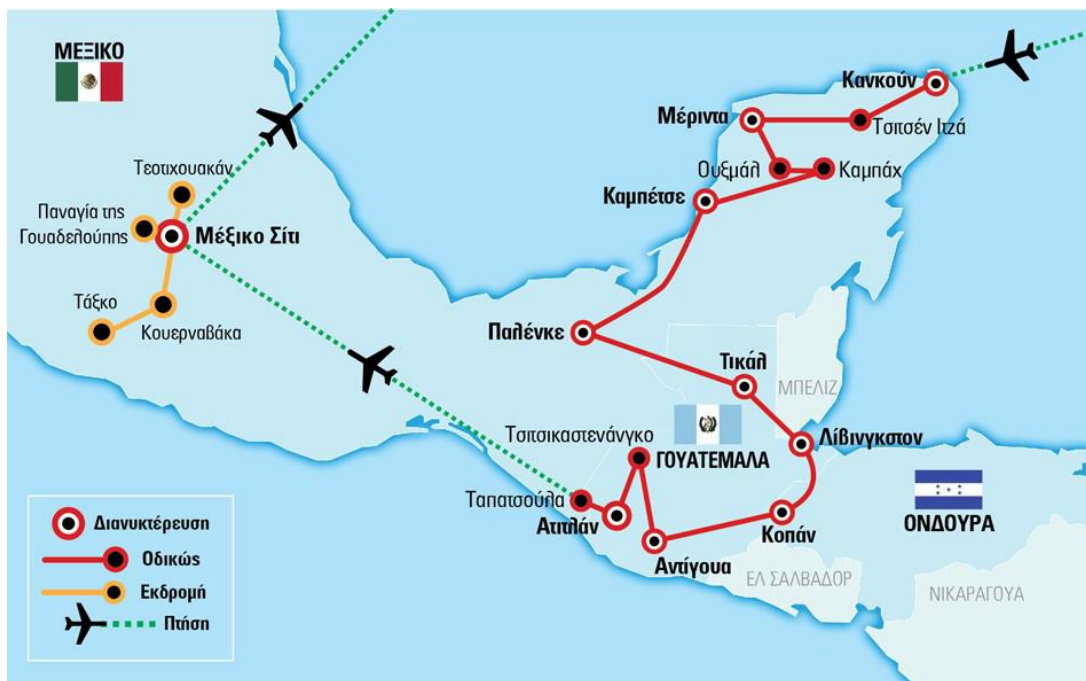 ΜΕΞΙΚΟ
Κανκούν
Μέριντα
Τσιτσέν Ιτζά
Τεοτιχουακάν
Ουξμάλ
Καμπάχ
Παναγία της
Γουαδελούπης
Καμπέτσε
Μέξικο Σίτι
Τάξκο
Κουερναβάκα
Παλένκε
Τικάλ
ΜΠΕΛΙΖ
Τσιτσικαστενάνγκο
Λίβινγκστον
ΓΟΥΑΤΕΜΑΛΑ
Ταπατσούλα
Ατιτλάν
Κοπάν
ΟΝΔΟΥΡΑ
Αντίγουα
ΕΛ ΣΑΛΒΑΔΟΡ
ΝΙΚΑΡΑΓΟΥΑ
Διανυκτέρευση
Οδικώς
Εκδρομή
Πτήση